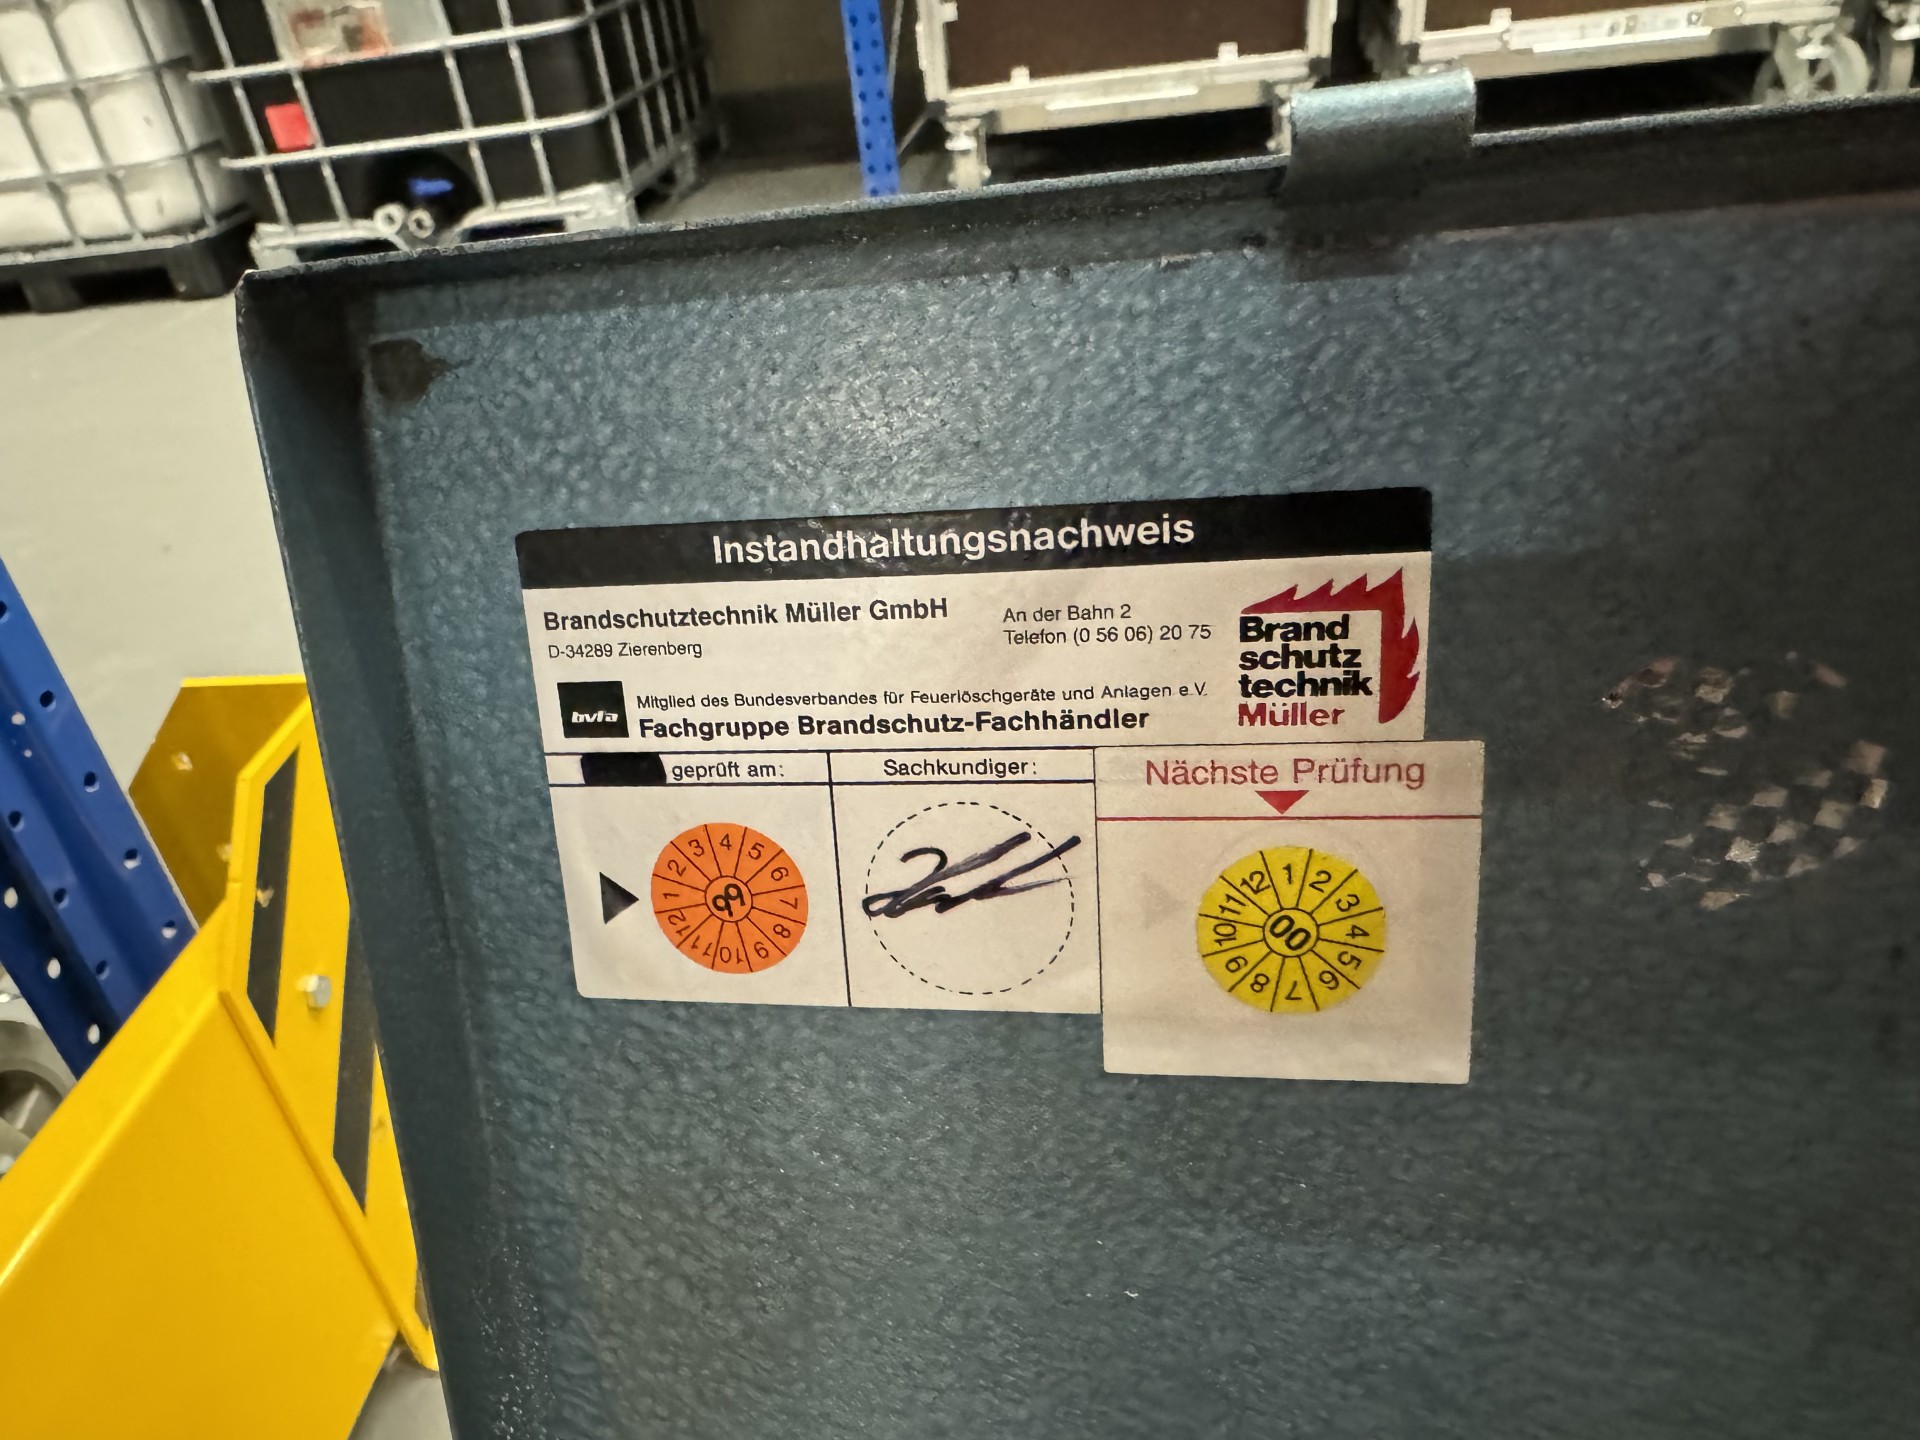 Instandhaltungsnachweis
Brandschutztechnik Müller GmbH
D-34289 Zierenberg
An der Bahn 2
Telefon (0 56 06) 20 75
Brand
schutz
technik
Müller
bvfa
Mitglied des Bundesverbandes für Feuerlöschgeräte und Anlagen e.V.
Fachgruppe Brandschutz-Fachhändler
geprüft am:
Sachkundiger:
Nächste Prüfung
1 2 3 4 5 6 7 8 9 10 11 12
99
1 2 3 4 5 6 7 8 9 10 11 12
00